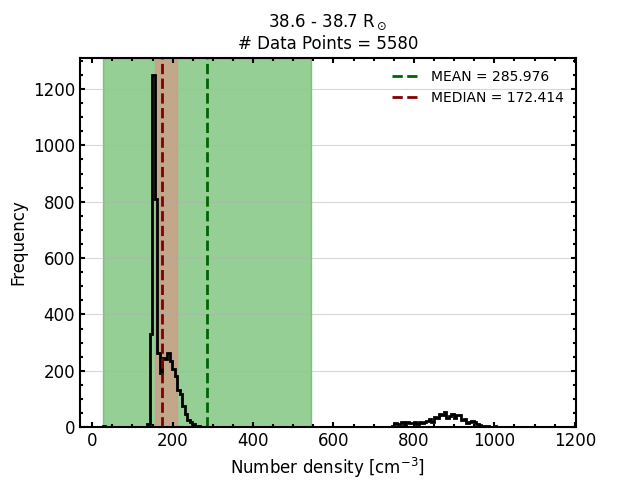 38.6 - 38.7 R⊙
# Data Points = 5580
MEAN = 285.976
MEDIAN = 172.414
1200
1000
800
600
400
200
0
Frequency
0 200 400 600 800 1000 1200
Number density [cm⁻³]